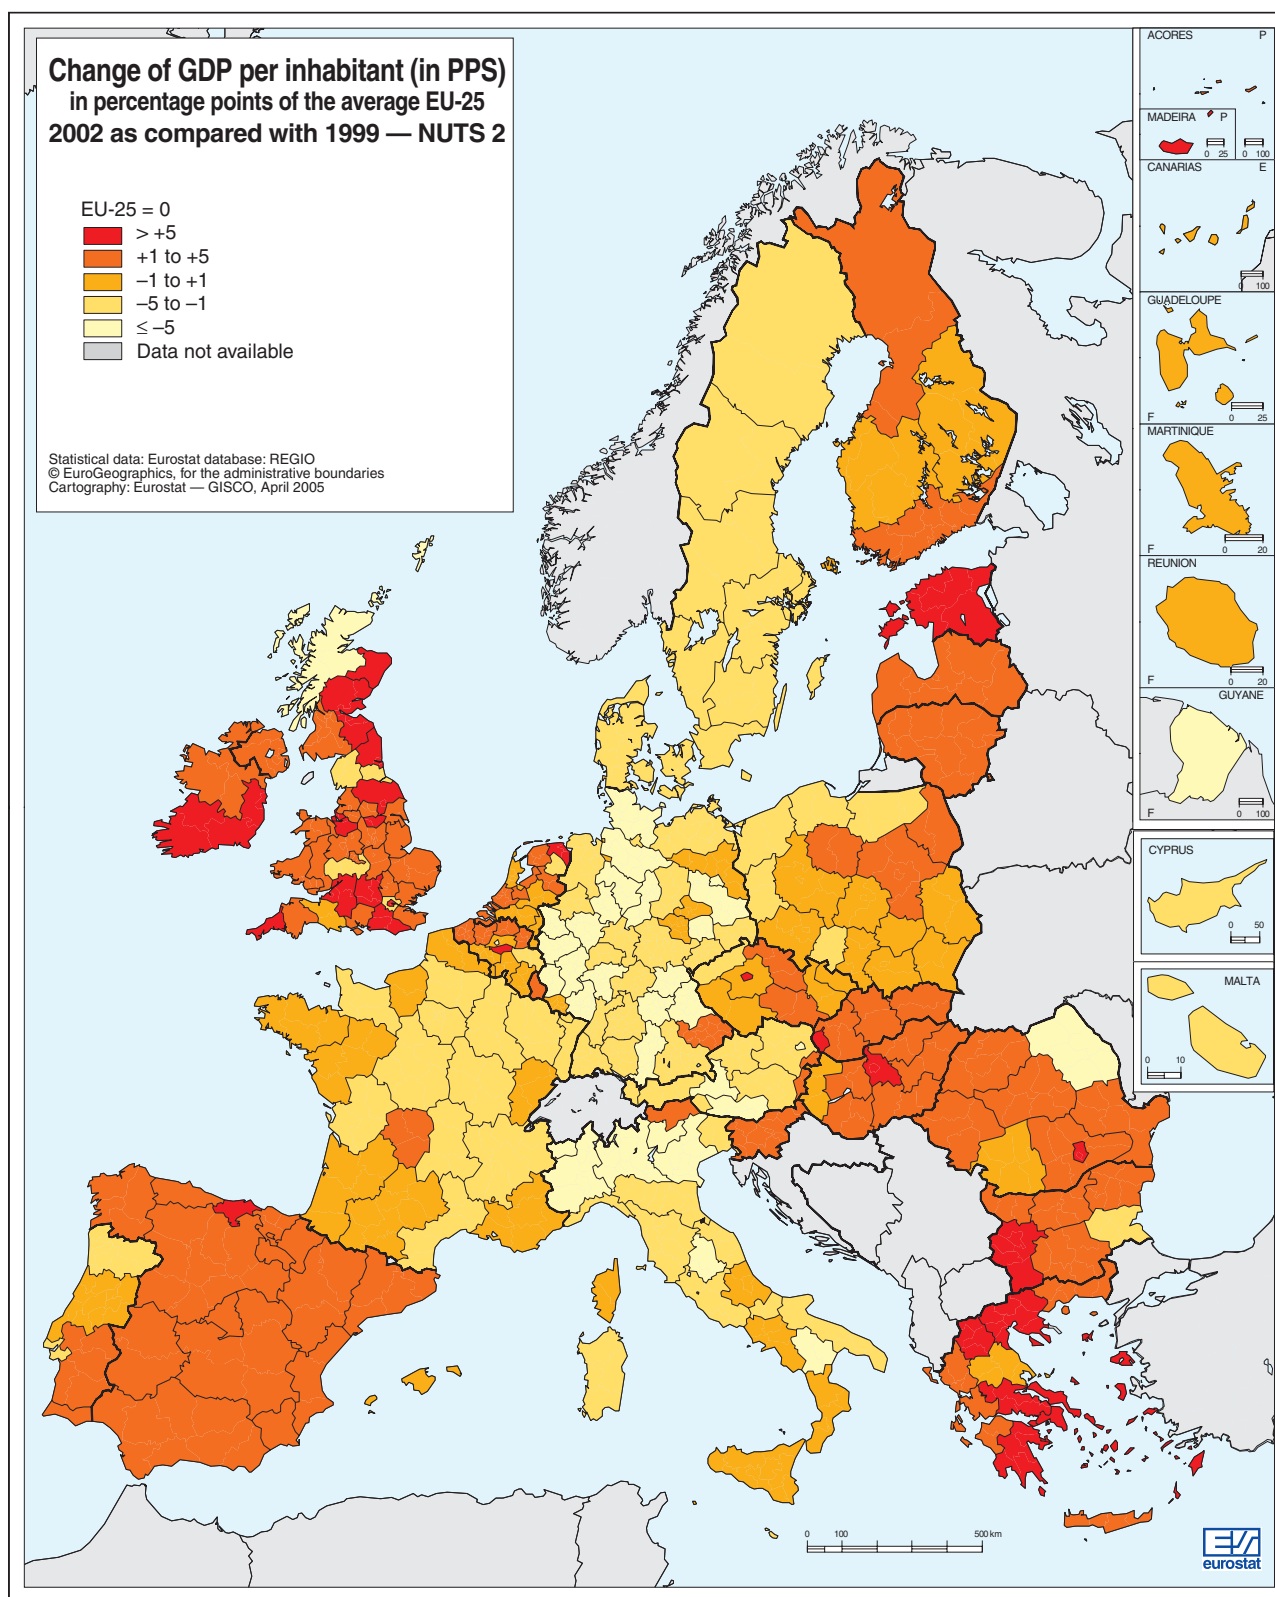 Change of GDP per inhabitant (in PPS)
in percentage points of the average EU-25
2002 as compared with 1999 — NUTS 2
EU-25 = 0
> +5
+1 to +5
–1 to +1
–5 to –1
≤ –5
Data not available
Statistical data: Eurostat database: REGIO
© EuroGeographics, for the administrative boundaries
Cartography: Eurostat — GISCO, April 2005
ACORES P
MADEIRA P
0 25 0 100
CANARIAS E
0 100
GUADELOUPE
F 0 25
MARTINIQUE
F 0 20
REUNION
F 0 20
GUYANE
F 0 100
CYPRUS
0 50
MALTA
0 10
0 100 500 km
eurostat